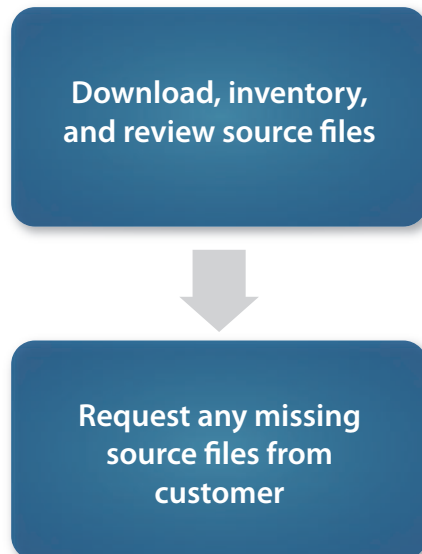 Download, inventory,
and review source files
Request any missing
source files from
customer